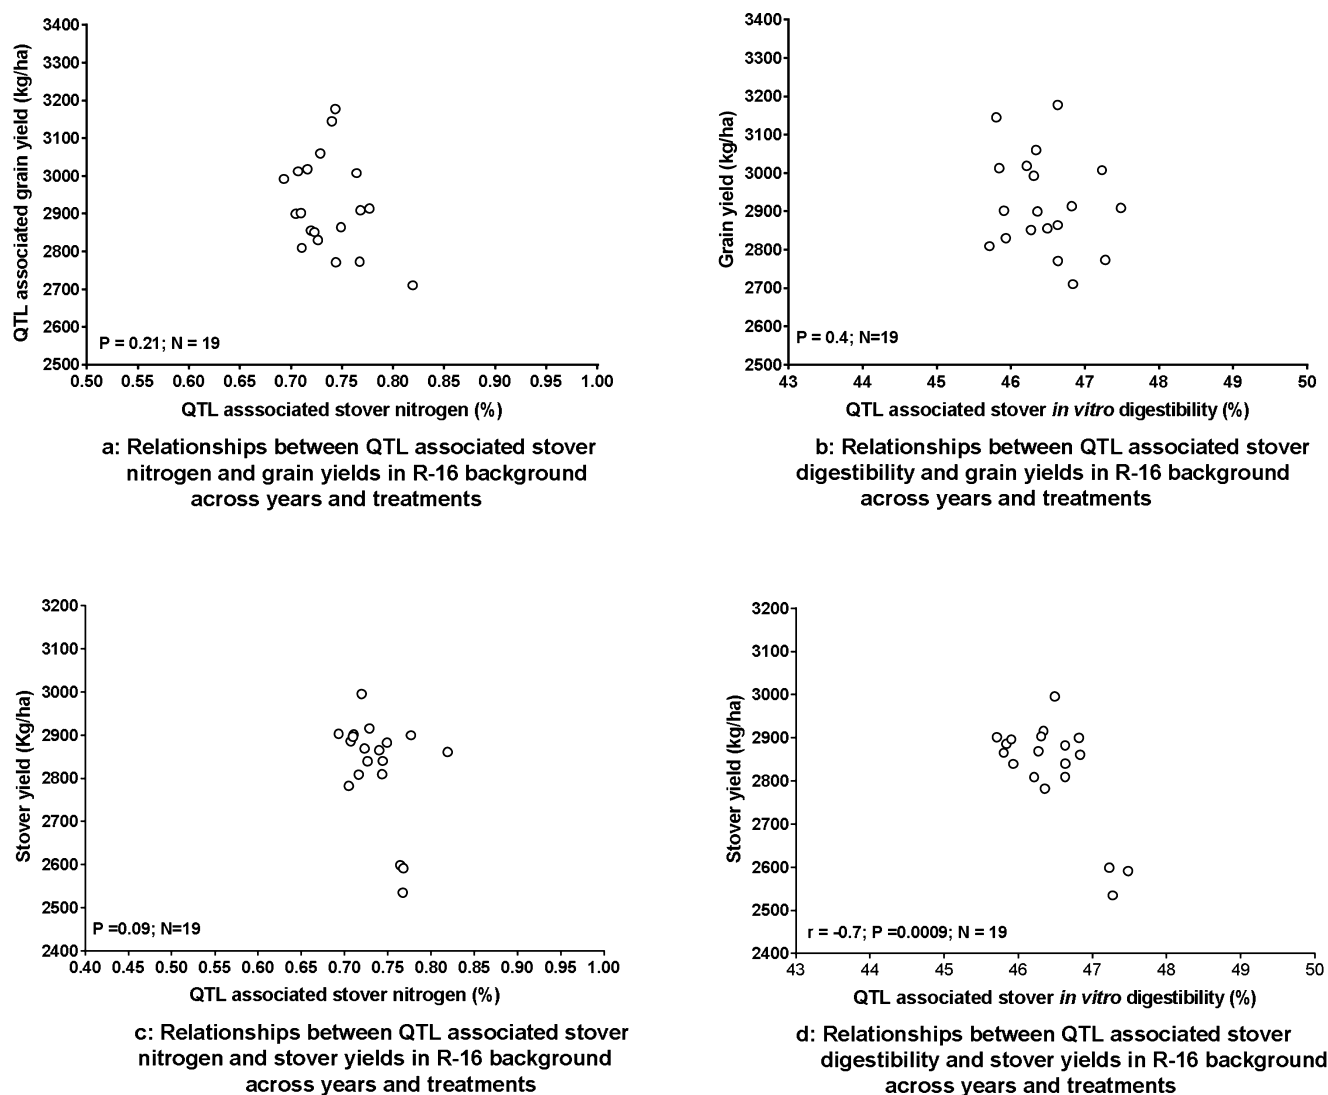 QTL associated grain yield (kg/ha)
3400
3300
3200
3100
3000
2900
2800
2700
2600
2500
P = 0.21; N = 19
0.50 0.55 0.60 0.65 0.70 0.75 0.80 0.85 0.90 0.95 1.00
QTL asssociated stover nitrogen (%)
a: Relationships between QTL associated stover
nitrogen and grain yields in R-16 background
across years and treatments
Grain yield (kg/ha)
3400
3300
3200
3100
3000
2900
2800
2700
2600
2500
P = 0.4; N=19
43 44 45 46 47 48 49 50
QTL associated stover in vitro digestibility (%)
b: Relationships between QTL associated stover
digestibility and grain yields in R-16 background
across years and treatments
Stover yield (Kg/ha)
3200
3100
3000
2900
2800
2700
2600
2500
2400
P =0.09; N=19
0.40 0.45 0.50 0.55 0.60 0.65 0.70 0.75 0.80 0.85 0.90 0.95 1.00
QTL associated stover nitrogen (%)
c: Relationships between QTL associated stover
nitrogen and stover yields in R-16 background
across years and treatments
Stover yield (kg/ha)
3200
3100
3000
2900
2800
2700
2600
2500
2400
r = -0.7; P =0.0009; N = 19
43 44 45 46 47 48 49 50
QTL associated stover in vitro digestibility (%)
d: Relationships between QTL associated stover
digestibility and stover yields in R-16 background
across years and treatments